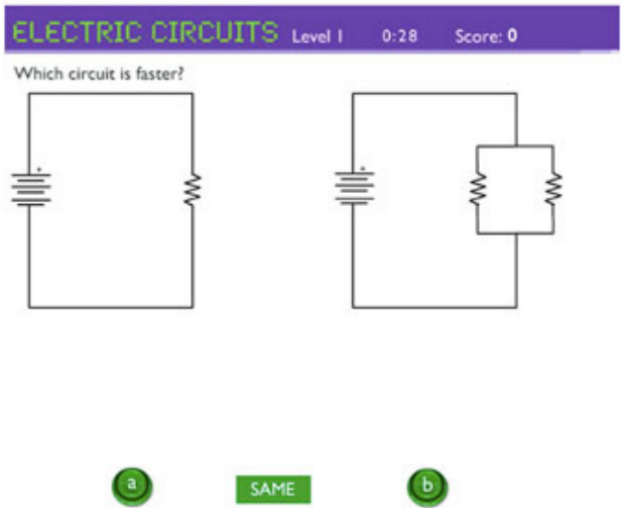 ELECTRIC CIRCUITS Level 1 0:28 Score: 0
Which circuit is faster?
+ +
a SAME b